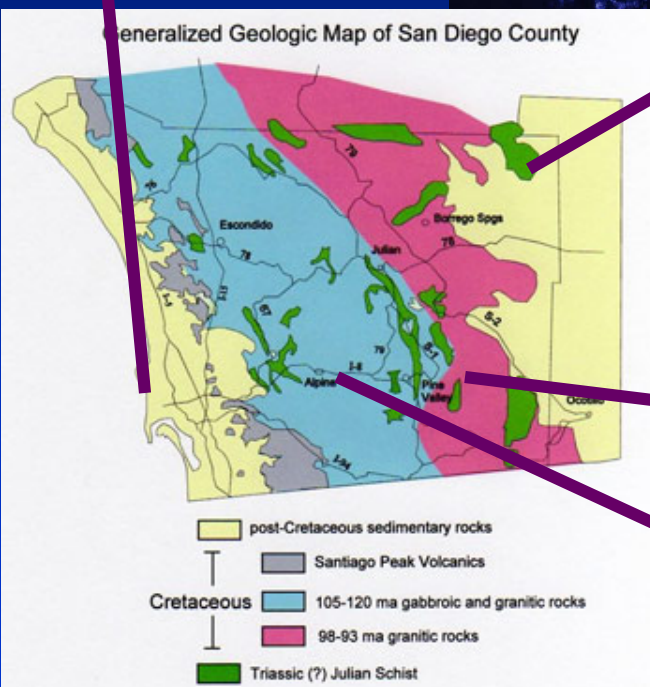 Generalized Geologic Map of San Diego County
79
76
Escondido
Borrego Spgs
78
Julian
78
I-15
67
S-2
79
S-1
I-8
Alpine
Pine
Valley
I-94
post-Cretaceous sedimentary rocks
Santiago Peak Volcanics
Cretaceous
105-120 ma gabbroic and granitic rocks
98-93 ma granitic rocks
Triassic (?) Julian Schist